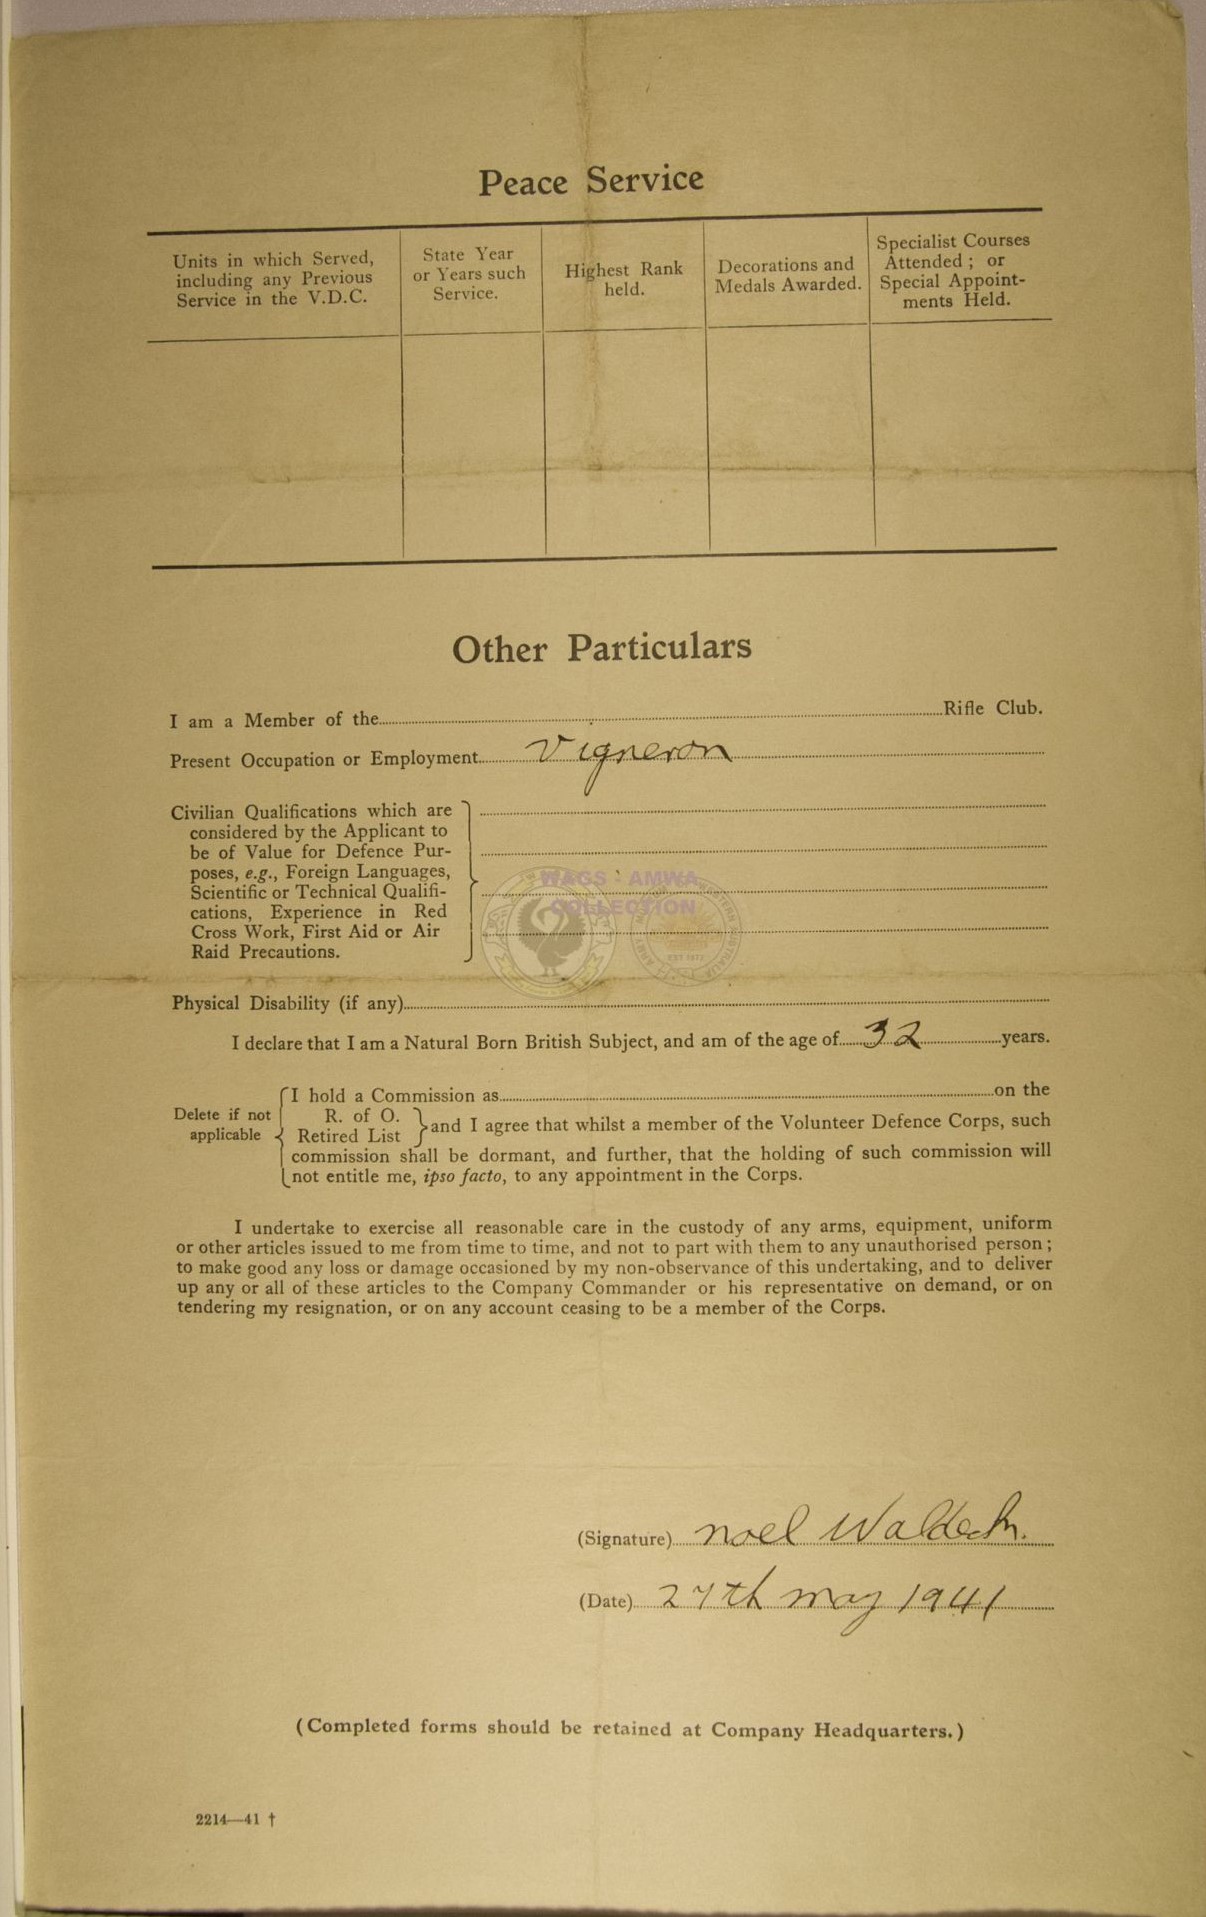 Peace Service
Units in which Served, including any Previous Service in the V.D.C.
State Year or Years such Service.
Highest Rank held.
Decorations and Medals Awarded.
Specialist Courses Attended ; or Special Appoint-ments Held.
Other Particulars
I am a Member of the Rifle Club.
Present Occupation or Employment Vigneron
Civilian Qualifications which are
considered by the Applicant to
be of Value for Defence Pur-
poses, e.g., Foreign Languages,
Scientific or Technical Qualifi-
cations, Experience in Red
Cross Work, First Aid or Air
Raid Precautions.
WAGS - AMWA
COLLECTION
Physical Disability (if any)
I declare that I am a Natural Born British Subject, and am of the age of 32 years.
Delete if not
applicable
I hold a Commission as on the
R. of O.
Retired List
and I agree that whilst a member of the Volunteer Defence Corps, such
commission shall be dormant, and further, that the holding of such commission will
not entitle me, ipso facto, to any appointment in the Corps.
I undertake to exercise all reasonable care in the custody of any arms, equipment, uniform
or other articles issued to me from time to time, and not to part with them to any unauthorised person ;
to make good any loss or damage occasioned by my non-observance of this undertaking, and to deliver
up any or all of these articles to the Company Commander or his representative on demand, or on
tendering my resignation, or on any account ceasing to be a member of the Corps.
(Signature) Noel Waldeck.
(Date) 27th May 1941
(Completed forms should be retained at Company Headquarters.)
2214—41 †